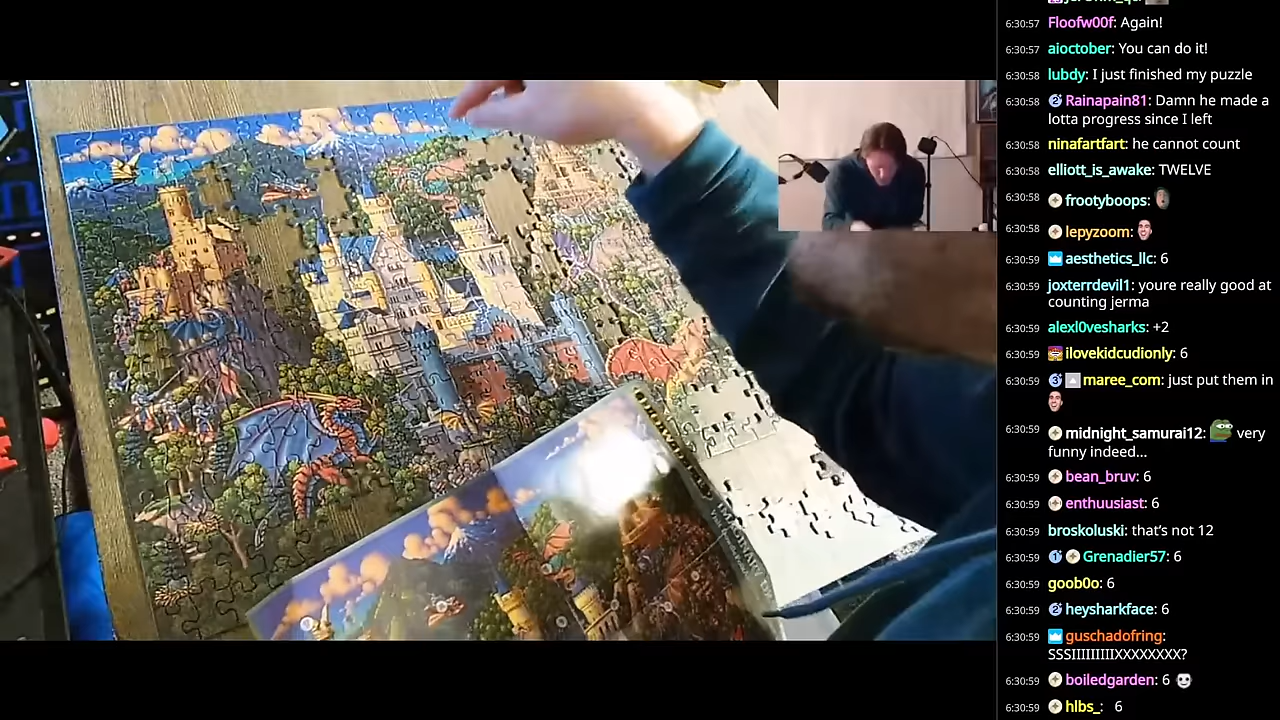 6:30:57 Floofw00f: Again!
6:30:57 aioctober: You can do it!
6:30:58 lubdy: I just finished my puzzle
6:30:58 Rainapain81: Damn he made a
lotta progress since I left
6:30:58 ninafartfart: he cannot count
6:30:58 elliott_is_awake: TWELVE
6:30:58 frootyboops:
6:30:58 lepyzoom:
6:30:59 aesthetics_llc: 6
6:30:59 joxterrdevil1: youre really good at
counting jerma
6:30:59 alexl0vesharks: +2
6:30:59 ilovekidcudionly: 6
6:30:59 maree_com: just put them in
6:30:59 midnight_samurai12: very
funny indeed...
6:30:59 bean_bruv: 6
6:30:59 enthuusiast: 6
6:30:59 broskoluski: that’s not 12
6:30:59 Grenadier57: 6
6:30:59 goob0o: 6
6:30:59 heysharkface: 6
6:30:59 guschadofring:
SSSIIIIIIIIIXXXXXXXX?
6:30:59 boiledgarden: 6
6:30:59 hlbs_: 6